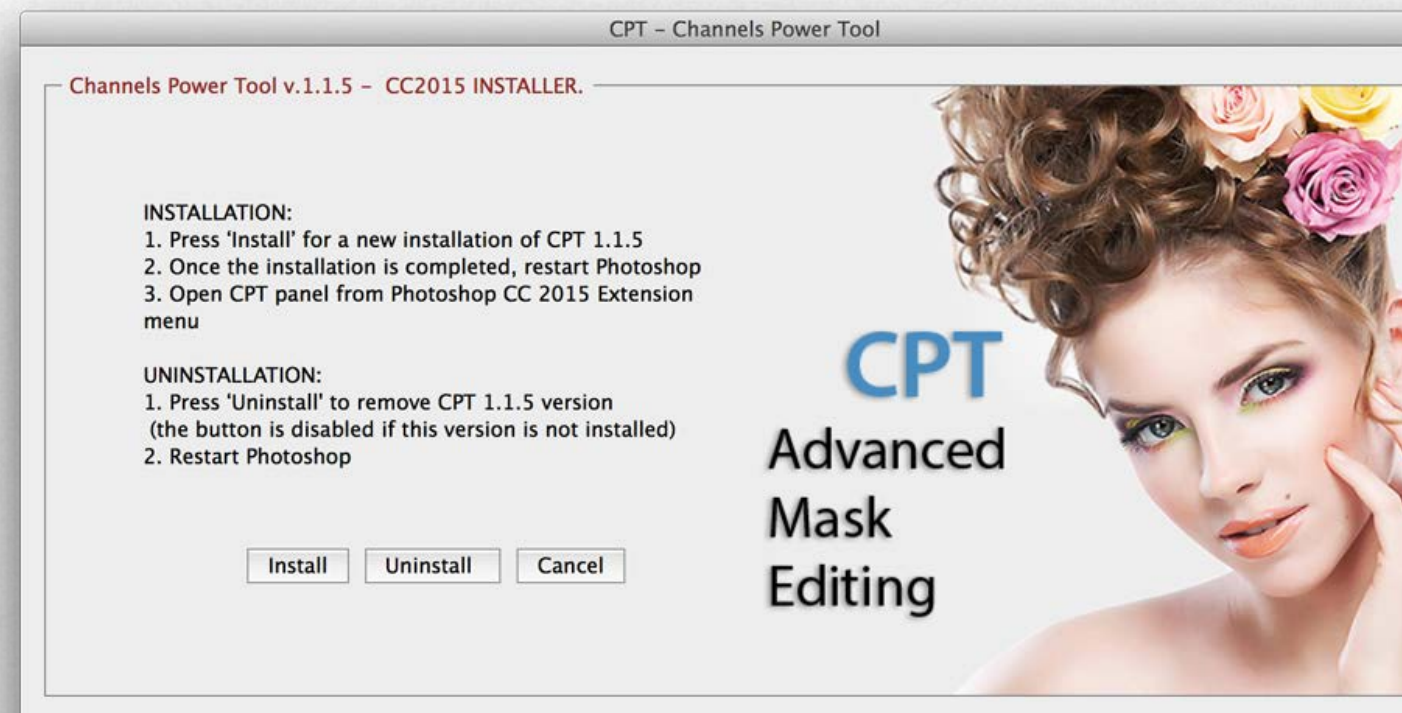 CPT – Channels Power Tool
Channels Power Tool v.1.1.5 – CC2015 INSTALLER.
INSTALLATION:
1. Press ‘Install’ for a new installation of CPT 1.1.5
2. Once the installation is completed, restart Photoshop
3. Open CPT panel from Photoshop CC 2015 Extension
menu
UNINSTALLATION:
1. Press ‘Uninstall' to remove CPT 1.1.5 version
(the button is disabled if this version is not installed)
2. Restart Photoshop
Install Uninstall Cancel
CPT
Advanced
Mask
Editing